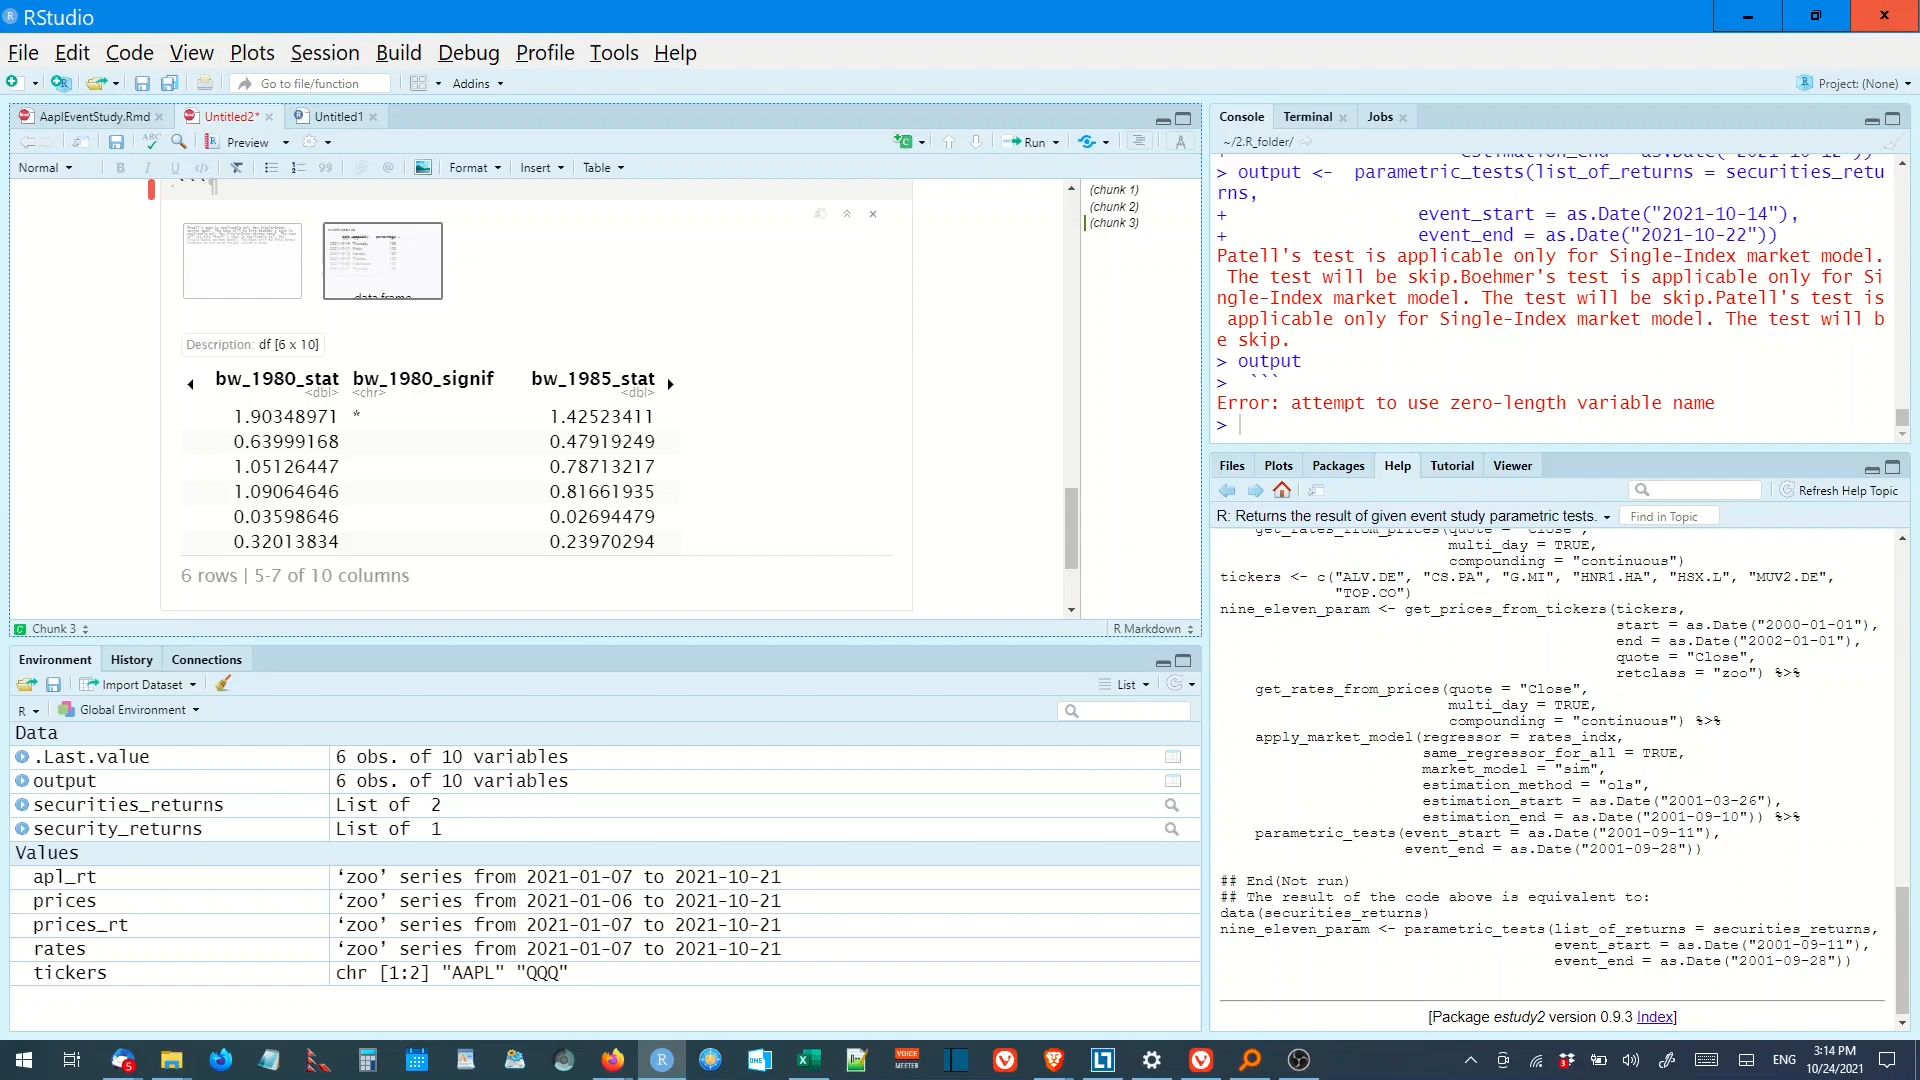 RStudio
File Edit Code View Plots Session Build Debug Profile Tools Help
Go to file/function
Addins
Project: (None)
AaplEventStudy.Rmd
Untitled2*
Untitled1
Preview
Run
Normal
Format
Insert
Table
```
(chunk 1)
(chunk 2)
(chunk 3)
data.frame
Description: df [6 x 10]
bw_1980_stat bw_1980_signif bw_1985_stat
<dbl> <chr> <dbl>
1.90348971 * 1.42523411
0.63999168 0.47919249
1.05126447 0.78713217
1.09064646 0.81661935
0.03598646 0.02694479
0.32013834 0.23970294
6 rows | 5-7 of 10 columns
Chunk 3
R Markdown
Environment History Connections
Import Dataset
List
R
Global Environment
Data
.Last.value 6 obs. of 10 variables
output 6 obs. of 10 variables
securities_returns List of 2
security_returns List of 1
Values
apl_rt ‘zoo’ series from 2021-01-07 to 2021-10-21
prices ‘zoo’ series from 2021-01-06 to 2021-10-21
prices_rt ‘zoo’ series from 2021-01-07 to 2021-10-21
rates ‘zoo’ series from 2021-01-07 to 2021-10-21
tickers chr [1:2] "AAPL" "QQQ"
Console Terminal Jobs
~/2.R_folder/
+ estimation_end = as.Date("2021-10-12"))
> output <- parametric_tests(list_of_returns = securities_retu
rns,
+ event_start = as.Date("2021-10-14"),
+ event_end = as.Date("2021-10-22"))
Patell's test is applicable only for Single-Index market model.
The test will be skip.Boehmer's test is applicable only for Si
ngle-Index market model. The test will be skip.Patell's test is
applicable only for Single-Index market model. The test will b
e skip.
> output
> ```
Error: attempt to use zero-length variable name
>
Files Plots Packages Help Tutorial Viewer
Refresh Help Topic
R: Returns the result of given event study parametric tests.
Find in Topic
get_rates_from_prices(quote = "Close",
multi_day = TRUE,
compounding = "continuous")
tickers <- c("ALV.DE", "CS.PA", "G.MI", "HNR1.HA", "HSX.L", "MUV2.DE",
"TOP.CO")
nine_eleven_param <- get_prices_from_tickers(tickers,
start = as.Date("2000-01-01"),
end = as.Date("2002-01-01"),
quote = "Close",
retclass = "zoo") %>%
get_rates_from_prices(quote = "Close",
multi_day = TRUE,
compounding = "continuous") %>%
apply_market_model(regressor = rates_indx,
same_regressor_for_all = TRUE,
market_model = "sim",
estimation_method = "ols",
estimation_start = as.Date("2001-03-26"),
estimation_end = as.Date("2001-09-10")) %>%
parametric_tests(event_start = as.Date("2001-09-11"),
event_end = as.Date("2001-09-28"))
## End(Not run)
## The result of the code above is equivalent to:
data(securities_returns)
nine_eleven_param <- parametric_tests(list_of_returns = securities_returns,
event_start = as.Date("2001-09-11"),
event_end = as.Date("2001-09-28"))
[Package estudy2 version 0.9.3 Index]
ENG
3:14 PM
10/24/2021